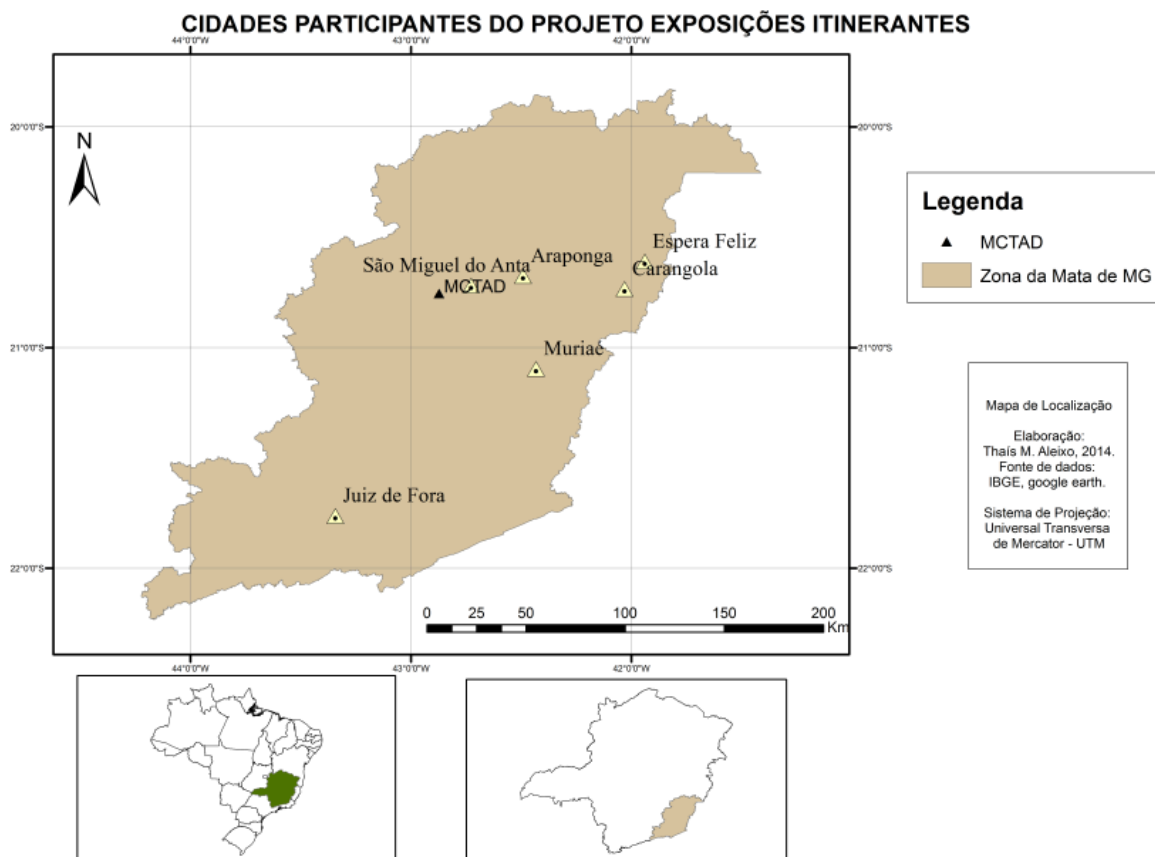 CIDADES PARTICIPANTES DO PROJETO EXPOSIÇÕES ITINERANTES
44°0'0"W 43°0'0"W 42°0'0"W
20°0'0"S 20°0'0"S
N
Espera Feliz
Araponga
Carangola
São Miguel do Anta
MCTAD
21°0'0"S 21°0'0"S
Muriaé
Juiz de Fora
22°0'0"S 22°0'0"S
0 25 50 100 150 200
Km
44°0'0"W 43°0'0"W 42°0'0"W
Legenda
MCTAD
Zona da Mata de MG
Mapa de Localização
Elaboração:
Thaís M. Aleixo, 2014.
Fonte de dados:
IBGE, google earth.
Sistema de Projeção:
Universal Transversa
de Mercator - UTM